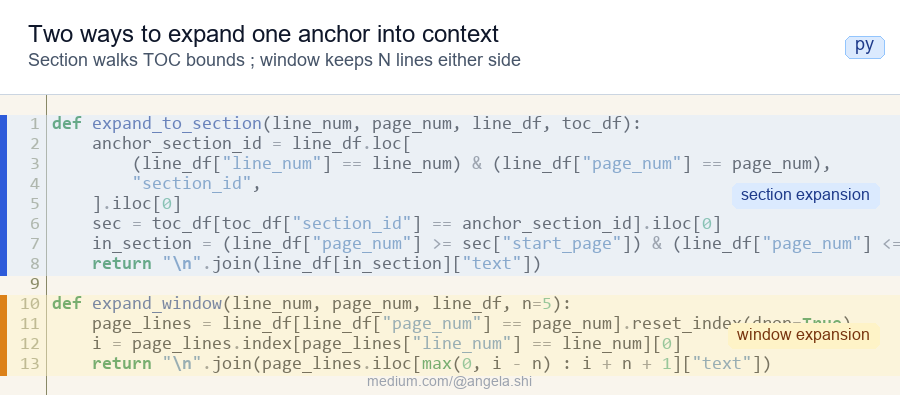 Two ways to expand one anchor into context
Section walks TOC bounds ; window keeps N lines either side
py
1 def expand_to_section(line_num, page_num, line_df, toc_df):
2     anchor_section_id = line_df.loc[
3         (line_df["line_num"] == line_num) & (line_df["page_num"] == page_num),
4         "section_id",
5     ].iloc[0]
section expansion
6     sec = toc_df[toc_df["section_id"] == anchor_section_id].iloc[0]
7     in_section = (line_df["page_num"] >= sec["start_page"]) & (line_df["page_num"] <=
8     return "\n".join(line_df[in_section]["text"])
9
10 def expand_window(line_num, page_num, line_df, n=5):
11     page_lines = line_df[line_df["page_num"] == page_num].reset_index(drop=True)
window expansion
12     i = page_lines.index[page_lines["line_num"] == line_num][0]
13     return "\n".join(page_lines.iloc[max(0, i - n) : i + n + 1]["text"])
medium.com/@angela.shi